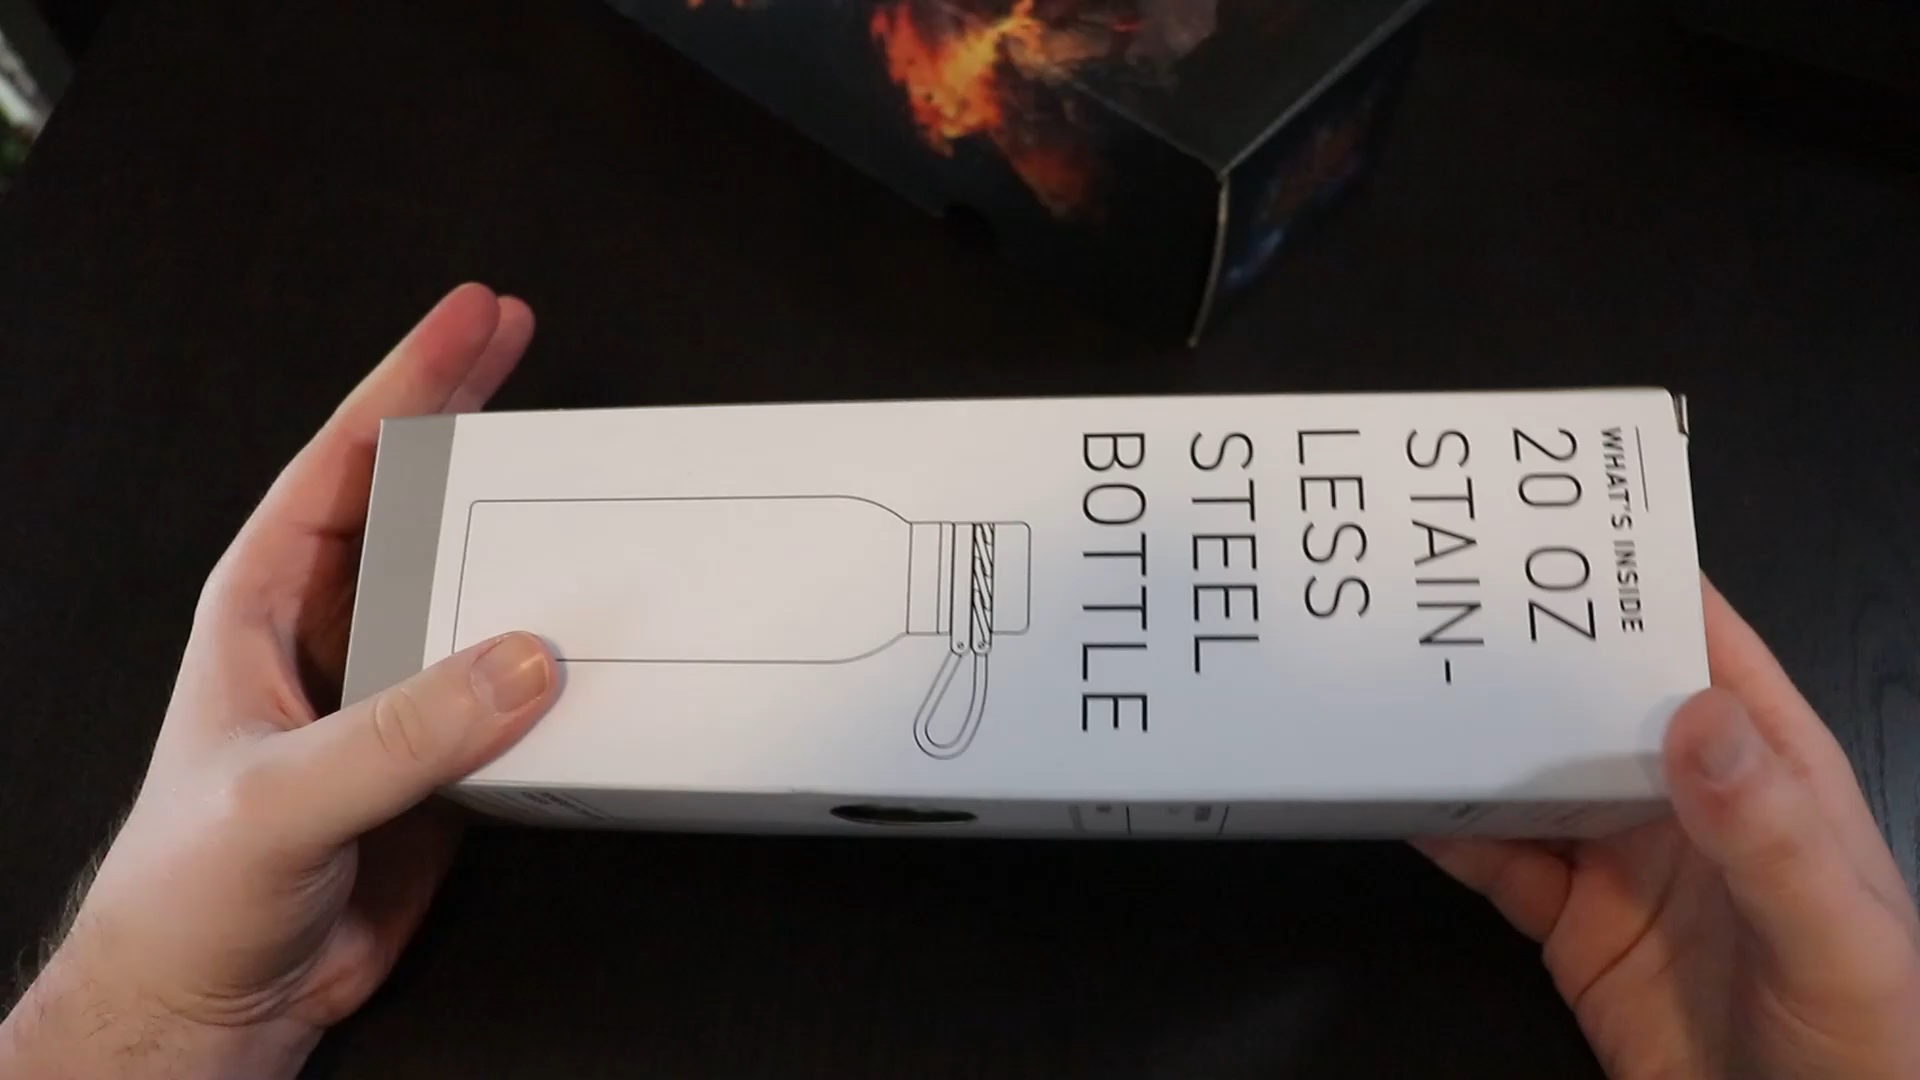 WHAT'S INSIDE
20 OZ
STAIN-
LESS
STEEL
BOTTLE